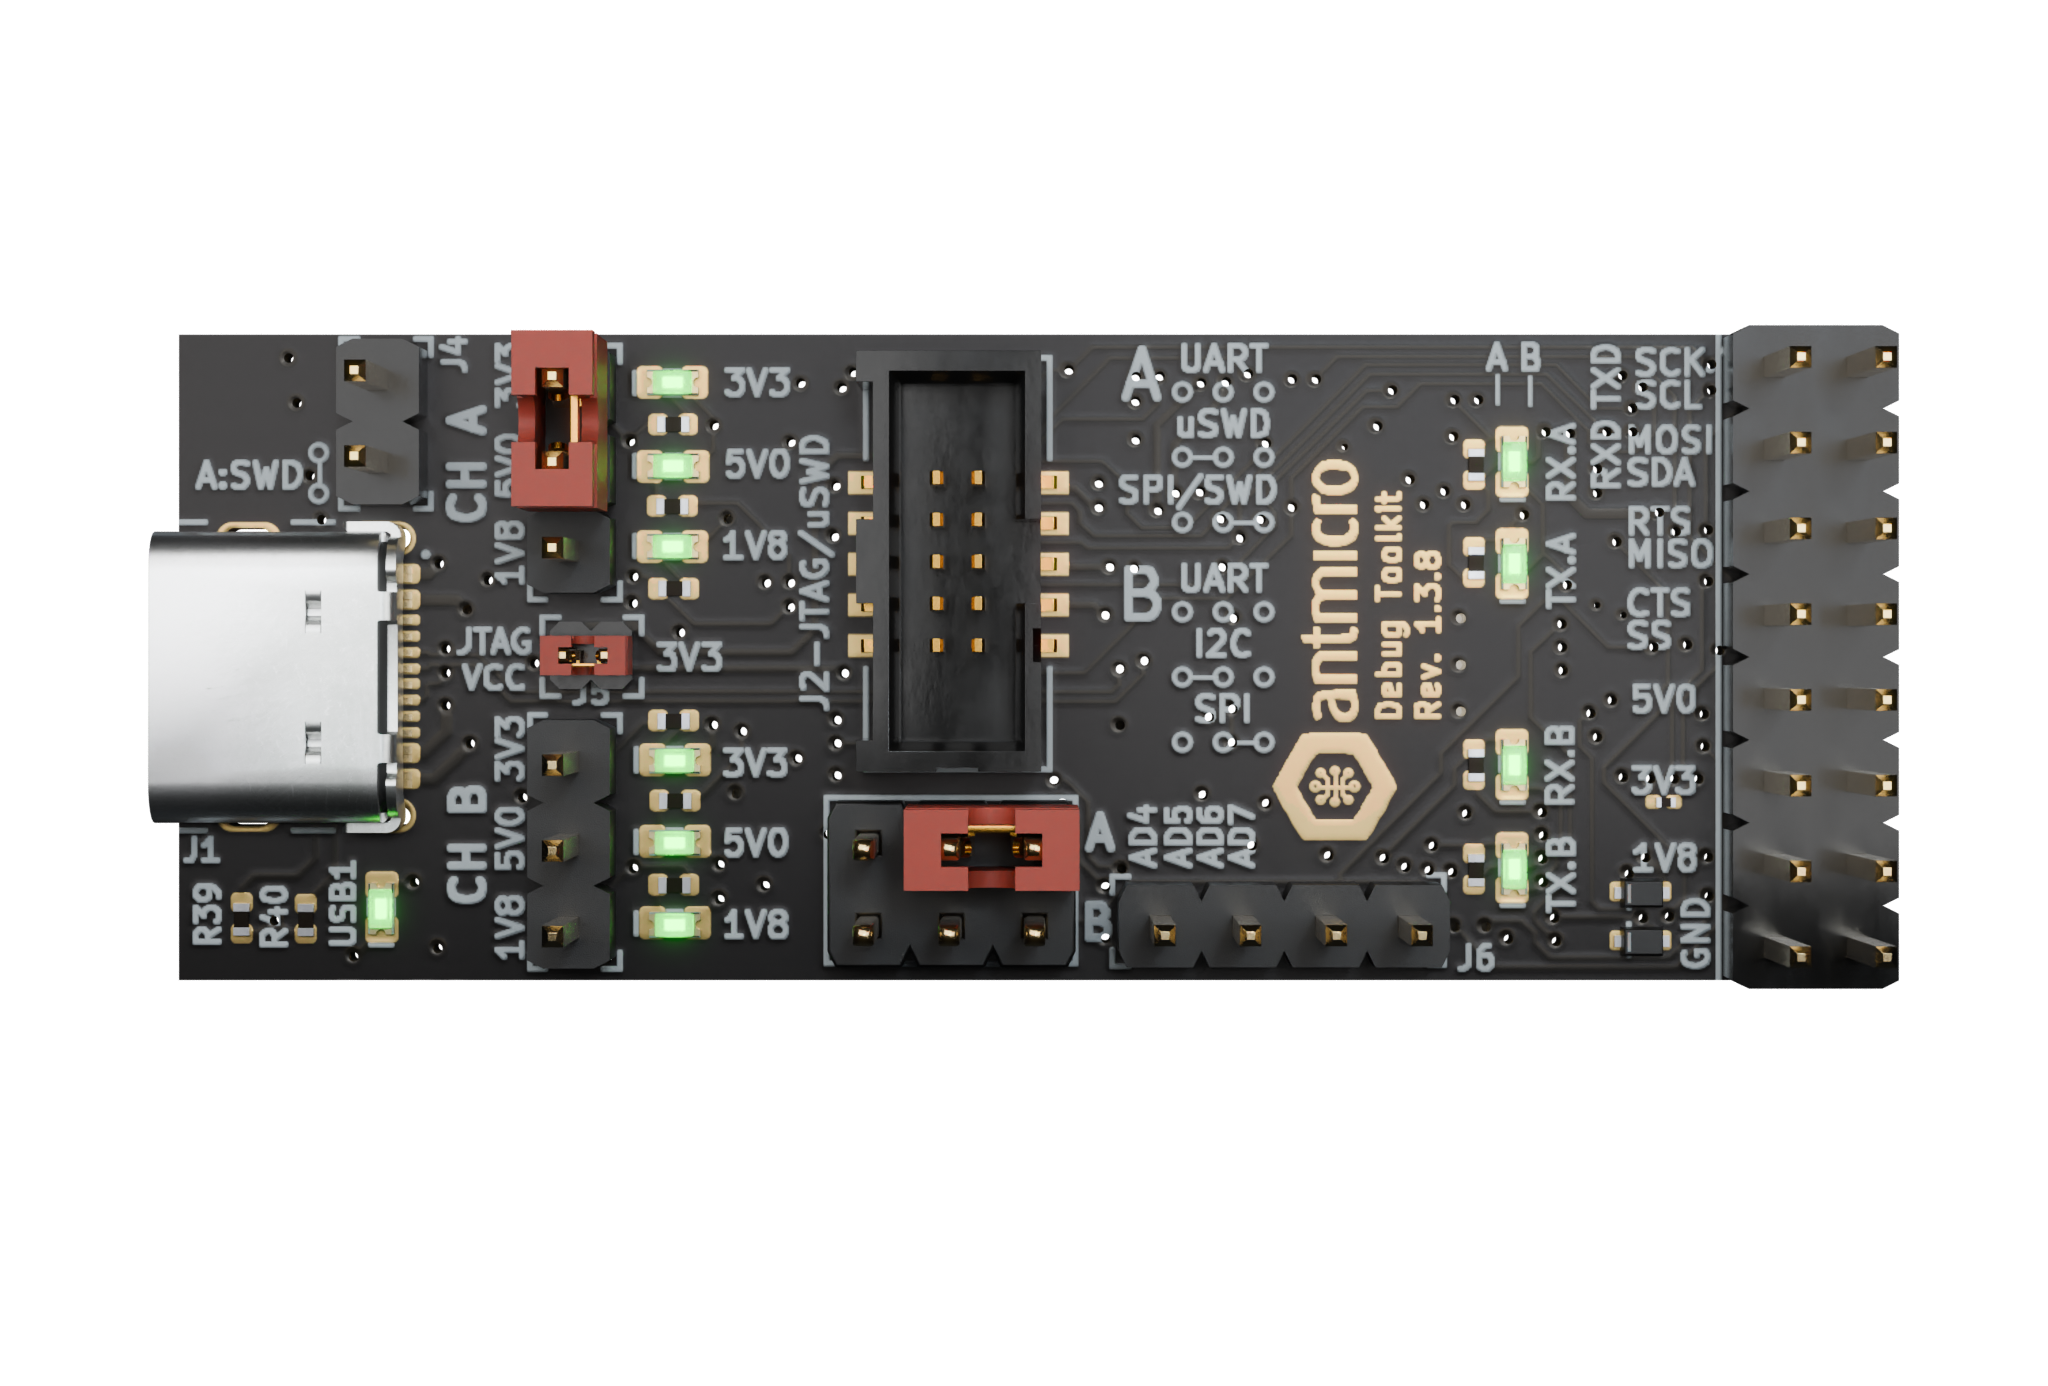 J4
3V3
CH A
5V0
1V8
A:SWD
3V3
5V0
1V8
JTAG
VCC
3V3
J5
J1
R39
R40
USB1
CH B
3V3
5V0
1V8
3V3
5V0
1V8
J2-JTAG/uSWD
A
UART
uSWD
SPI/SWD
B
UART
I2C
SPI
A
B
AD4
AD5
AD6
AD7
J6
antmicro
Debug Toolkit
Rev. 1.3.8
A B
RX.A
TX.A
RX.B
TX.B
TXD
SCK
SCL
RXD
MOSI
SDA
RTS
MISO
CTS
SS
5V0
3V3
1V8
GND